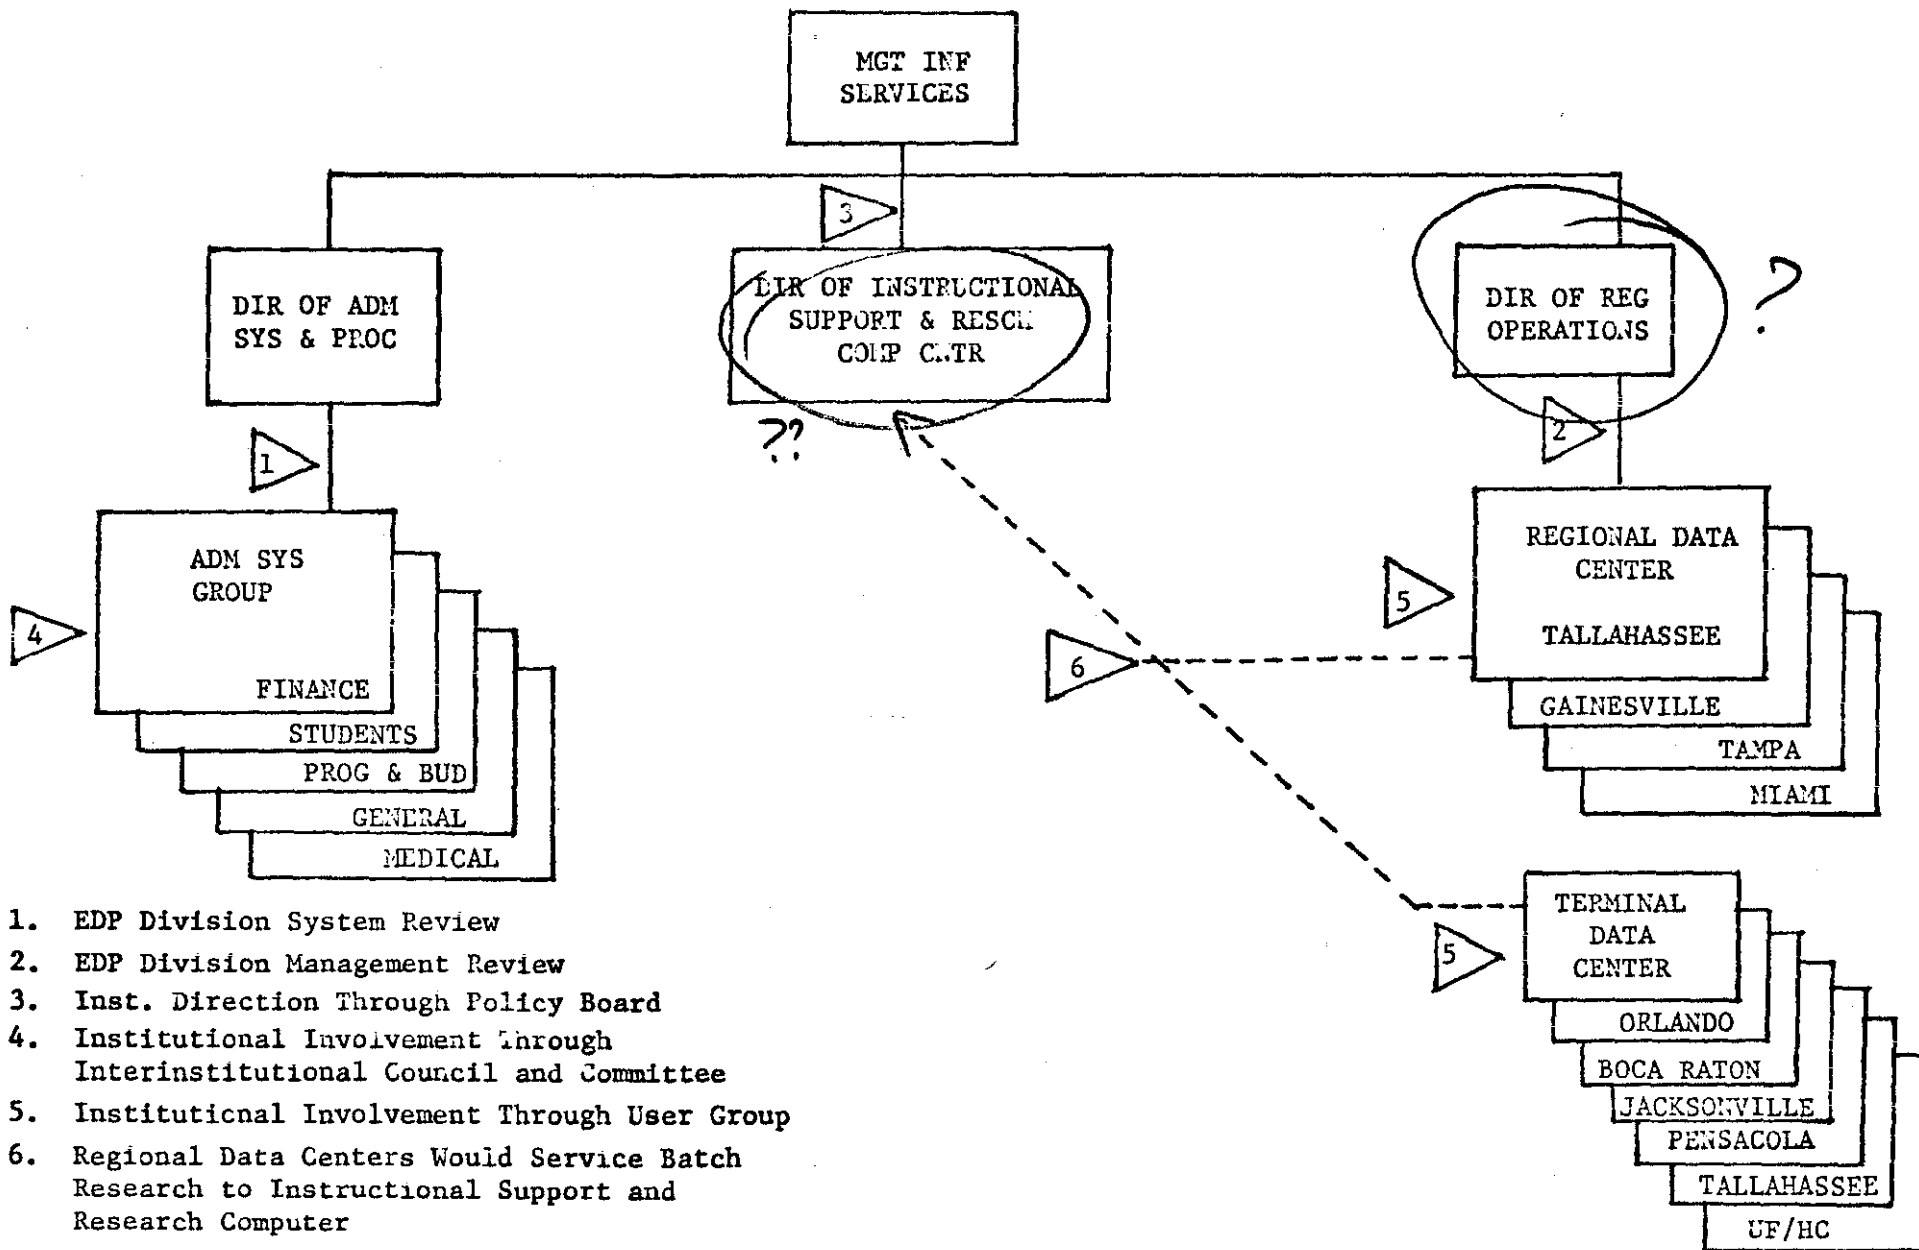 MGT INF
SERVICES
3
DIR OF ADM
SYS & PROC
DIR OF INSTRUCTIONAL
SUPPORT & RESCH
COMP CNTR
DIR OF REG
OPERATIONS
?
??
1
2
ADM SYS
GROUP
FINANCE
STUDENTS
PROG & BUD
GENERAL
MEDICAL
4
5
REGIONAL DATA
CENTER
TALLAHASSEE
GAINESVILLE
TAMPA
MIAMI
6
5
TERMINAL
DATA
CENTER
ORLANDO
BOCA RATON
JACKSONVILLE
PENSACOLA
TALLAHASSEE
UF/HC
1. EDP Division System Review
2. EDP Division Management Review
3. Inst. Direction Through Policy Board
4. Institutional Involvement Through
Interinstitutional Council and Committee
5. Institutional Involvement Through User Group
6. Regional Data Centers Would Service Batch
Research to Instructional Support and
Research Computer